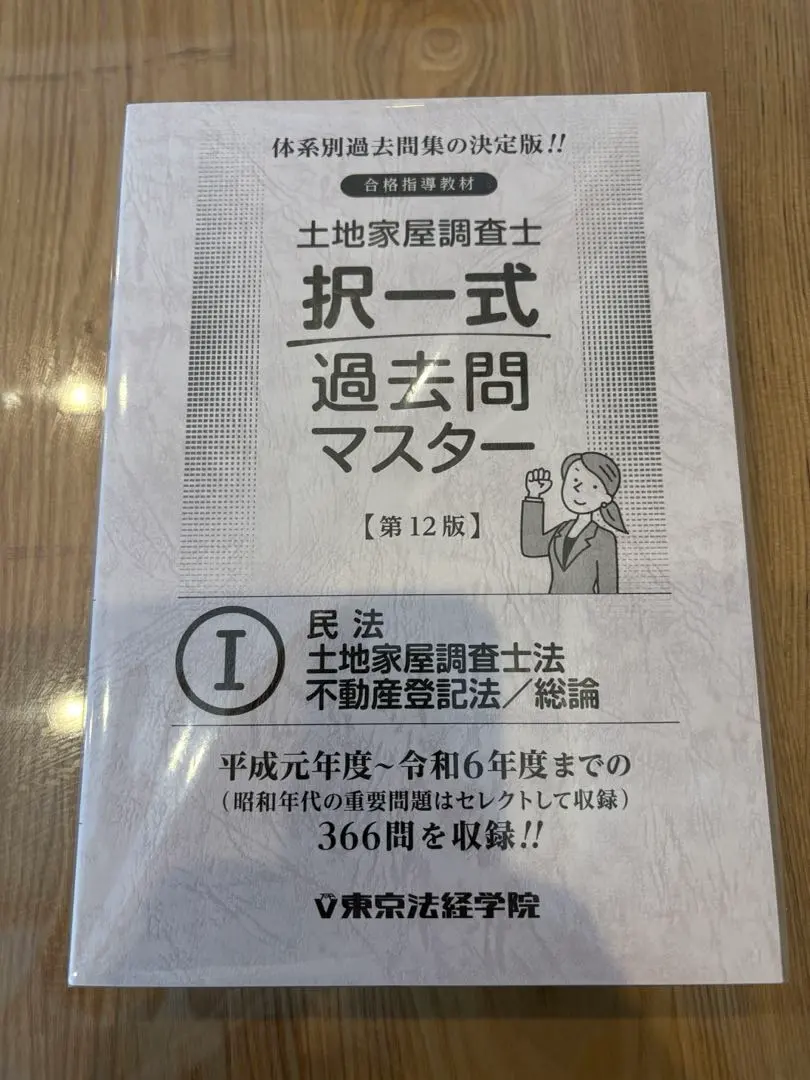 体系別過去問集の決定版!!
合格指導教材
土地家屋調査士
択一式
過去問
マスター
【第12版】
I
民法
土地家屋調査士法
不動産登記法／総論
平成元年度~令和6年度までの
（昭和年代の重要問題はセレクトして収録）
366問を収録!!
東京法経学院